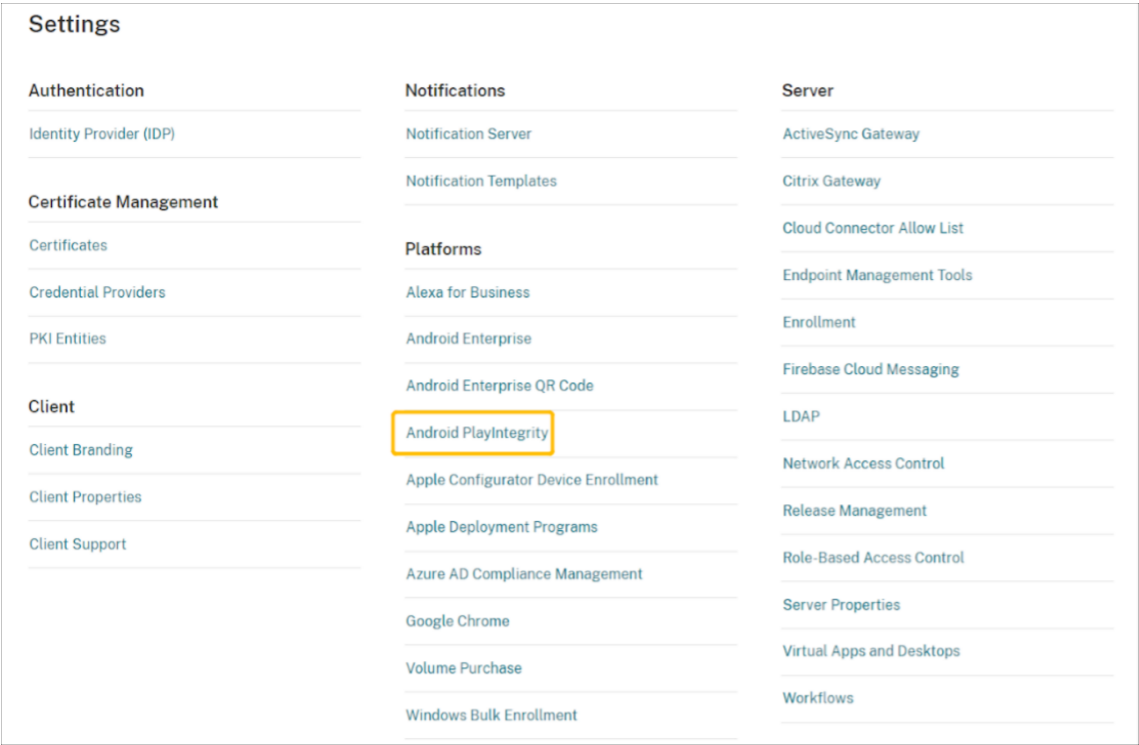 Settings
Authentication
Identity Provider (IDP)
Certificate Management
Certificates
Credential Providers
PKI Entities
Client
Client Branding
Client Properties
Client Support
Notifications
Notification Server
Notification Templates
Platforms
Alexa for Business
Android Enterprise
Android Enterprise QR Code
Android PlayIntegrity
Apple Configurator Device Enrollment
Apple Deployment Programs
Azure AD Compliance Management
Google Chrome
Volume Purchase
Windows Bulk Enrollment
Server
ActiveSync Gateway
Citrix Gateway
Cloud Connector Allow List
Endpoint Management Tools
Enrollment
Firebase Cloud Messaging
LDAP
Network Access Control
Release Management
Role-Based Access Control
Server Properties
Virtual Apps and Desktops
Workflows